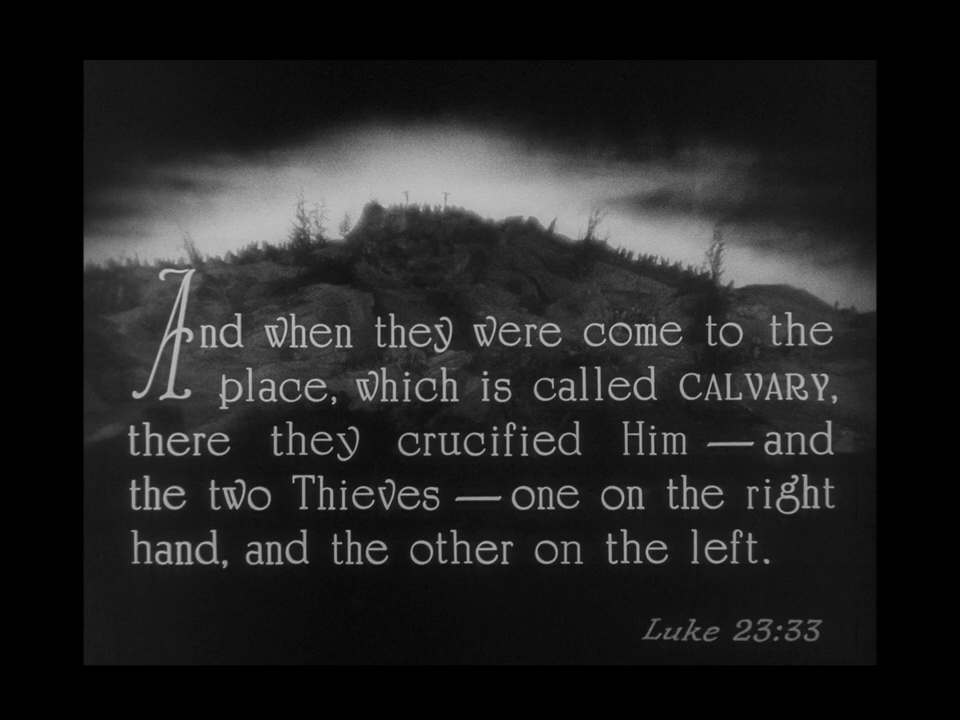 And when they were come to the
place, which is called CALVARY,
there they crucified Him — and
the two Thieves — one on the right
hand, and the other on the left.
Luke 23:33